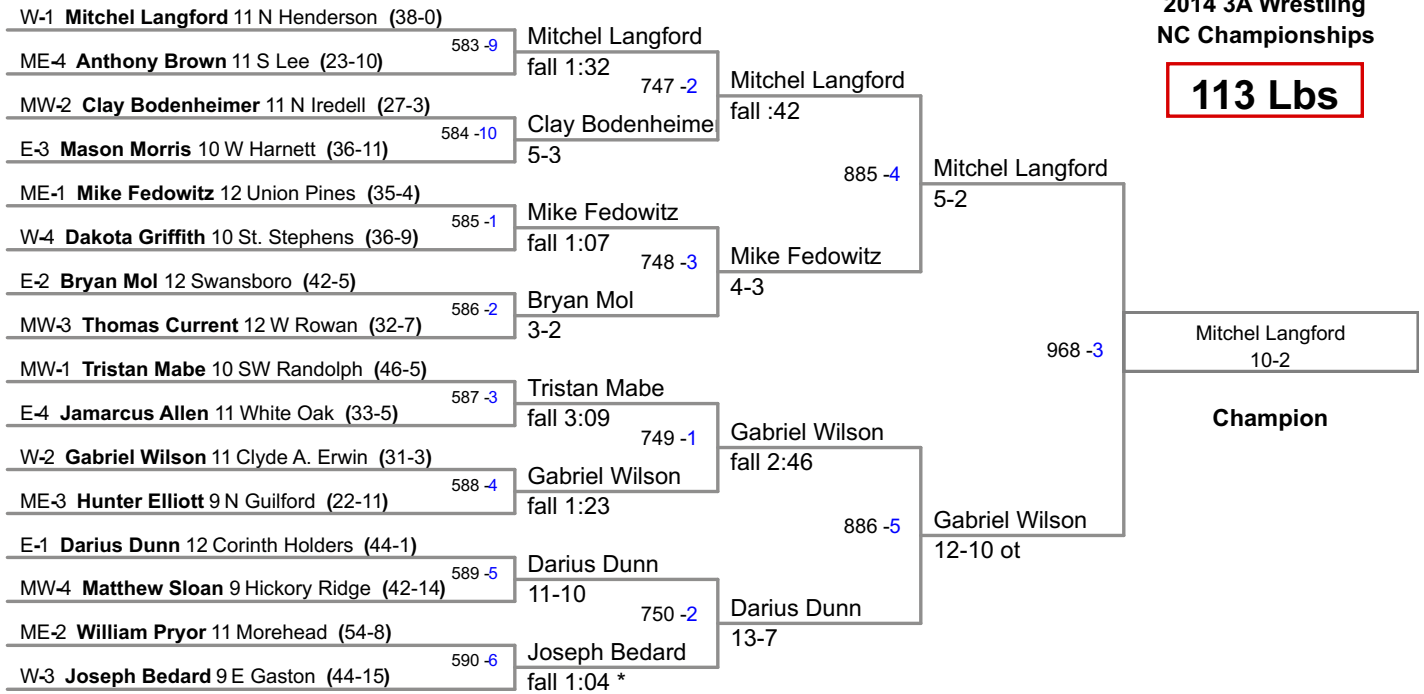 2014 3A Wrestling
NC Championships
113 Lbs
W-1 Mitchel Langford 11 N Henderson (38-0)
ME-4 Anthony Brown 11 S Lee (23-10)
MW-2 Clay Bodenheimer 11 N Iredell (27-3)
E-3 Mason Morris 10 W Harnett (36-11)
ME-1 Mike Fedowitz 12 Union Pines (35-4)
W-4 Dakota Griffith 10 St. Stephens (36-9)
E-2 Bryan Mol 12 Swansboro (42-5)
MW-3 Thomas Current 12 W Rowan (32-7)
MW-1 Tristan Mabe 10 SW Randolph (46-5)
E-4 Jamarcus Allen 11 White Oak (33-5)
W-2 Gabriel Wilson 11 Clyde A. Erwin (31-3)
ME-3 Hunter Elliott 9 N Guilford (22-11)
E-1 Darius Dunn 12 Corinth Holders (44-1)
MW-4 Matthew Sloan 9 Hickory Ridge (42-14)
ME-2 William Pryor 11 Morehead (54-8)
W-3 Joseph Bedard 9 E Gaston (44-15)
583 -9
584 -10
585 -1
586 -2
587 -3
588 -4
589 -5
590 -6
Mitchel Langford
fall 1:32
Clay Bodenheime
5-3
Mike Fedowitz
fall 1:07
Bryan Mol
3-2
Tristan Mabe
fall 3:09
Gabriel Wilson
fall 1:23
Darius Dunn
11-10
Joseph Bedard
fall 1:04 *
747 -2
748 -3
749 -1
750 -2
Mitchel Langford
fall :42
Mike Fedowitz
4-3
Gabriel Wilson
fall 2:46
Darius Dunn
13-7
885 -4
886 -5
Mitchel Langford
5-2
Gabriel Wilson
12-10 ot
968 -3
Mitchel Langford
10-2
Champion